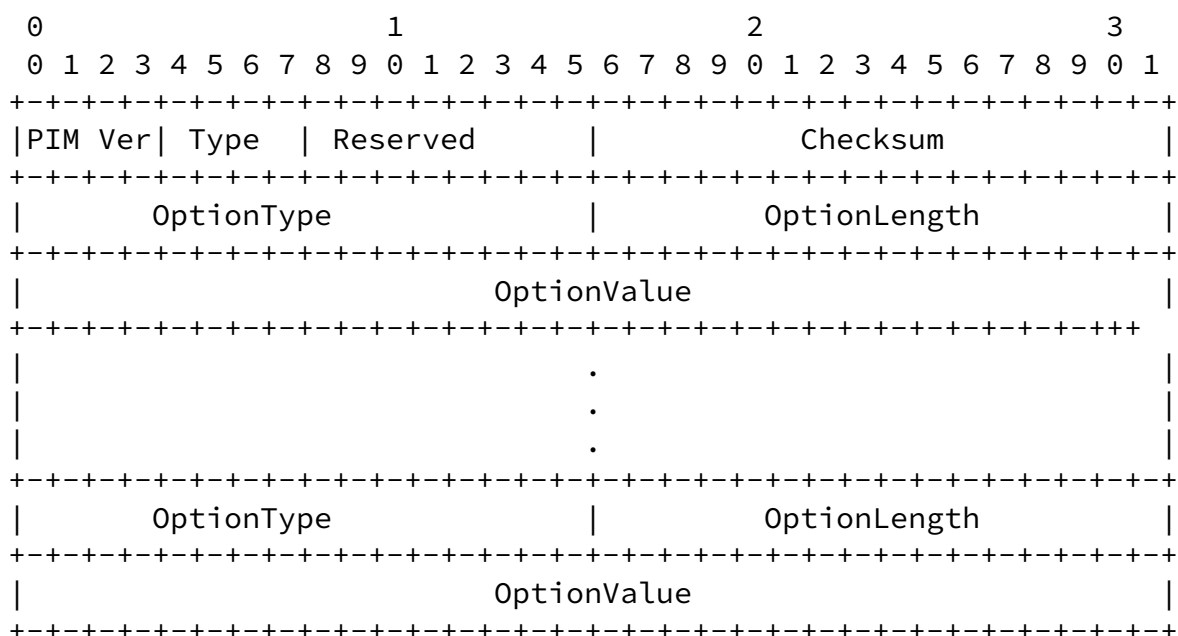 0                   1                   2                   3
 0 1 2 3 4 5 6 7 8 9 0 1 2 3 4 5 6 7 8 9 0 1 2 3 4 5 6 7 8 9 0 1
+-+-+-+-+-+-+-+-+-+-+-+-+-+-+-+-+-+-+-+-+-+-+-+-+-+-+-+-+-+-+-+-+
|PIM Ver| Type  | Reserved      |           Checksum            |
+-+-+-+-+-+-+-+-+-+-+-+-+-+-+-+-+-+-+-+-+-+-+-+-+-+-+-+-+-+-+-+-+
|       OptionType              |         OptionLength          |
+-+-+-+-+-+-+-+-+-+-+-+-+-+-+-+-+-+-+-+-+-+-+-+-+-+-+-+-+-+-+-+-+
|                          OptionValue                          |
+-+-+-+-+-+-+-+-+-+-+-+-+-+-+-+-+-+-+-+-+-+-+-+-+-+-+-+-+-+-+++
|                               .                               |
|                               .                               |
|                               .                               |
+-+-+-+-+-+-+-+-+-+-+-+-+-+-+-+-+-+-+-+-+-+-+-+-+-+-+-+-+-+-+-+-+
|       OptionType              |         OptionLength          |
+-+-+-+-+-+-+-+-+-+-+-+-+-+-+-+-+-+-+-+-+-+-+-+-+-+-+-+-+-+-+-+-+
|                          OptionValue                          |
+-+-+-+-+-+-+-+-+-+-+-+-+-+-+-+-+-+-+-+-+-+-+-+-+-+-+-+-+-+-+-+-+